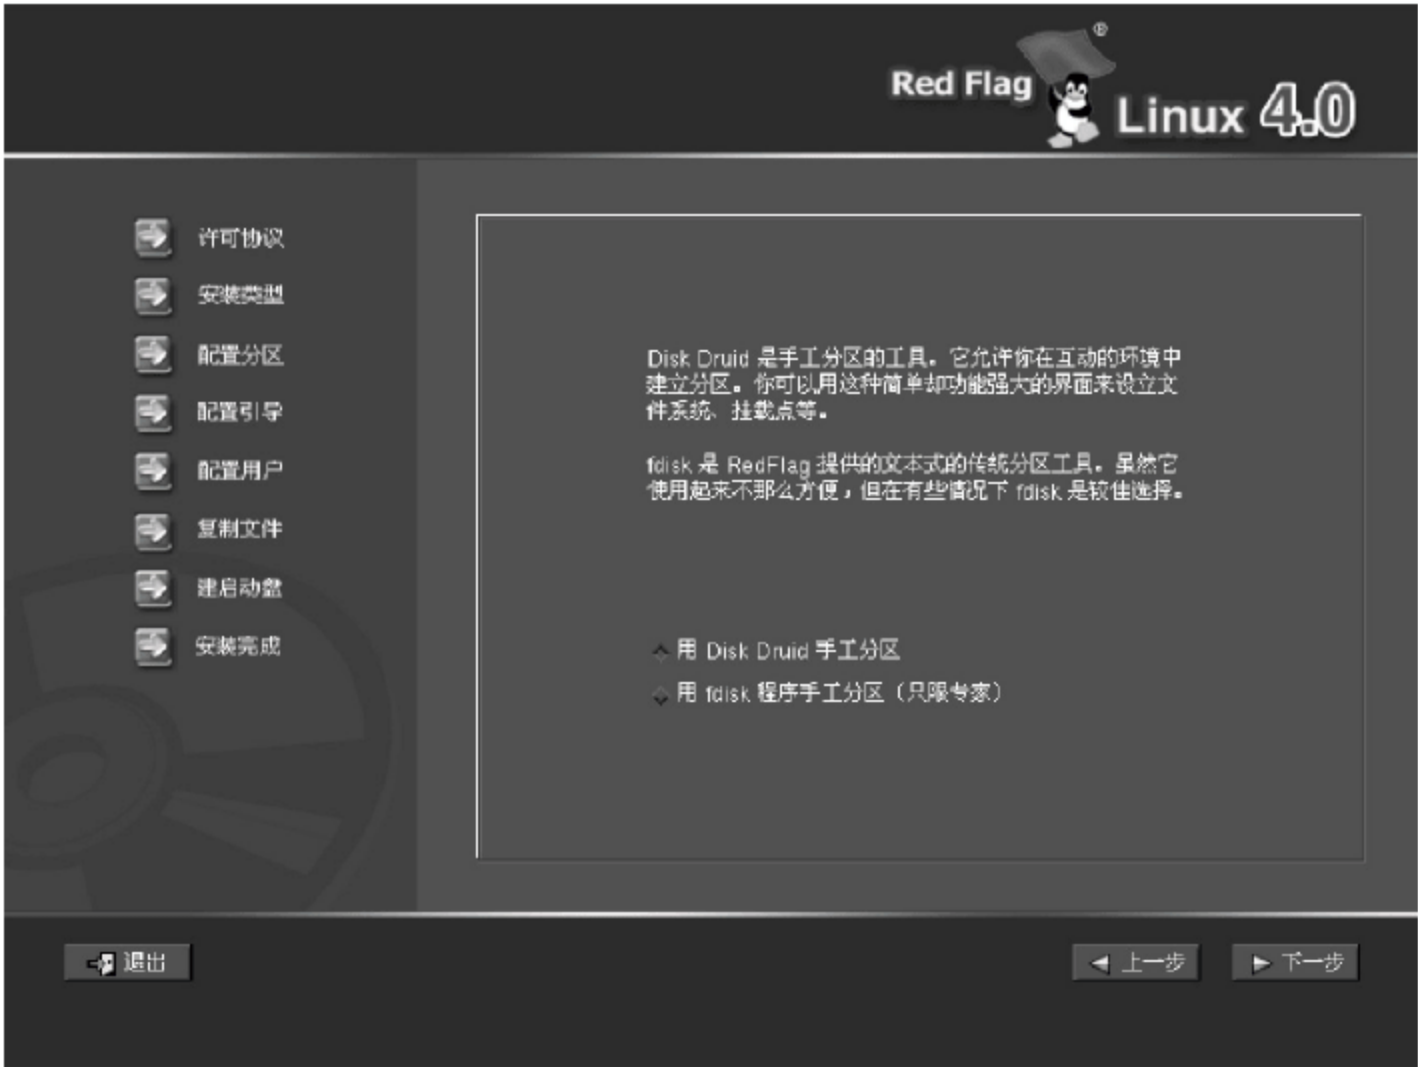 Red Flag
®
Linux 4.0
许可协议
安装类型
配置分区
配置引导
配置用户
复制文件
建启动盘
安装完成
Disk Druid 是手工分区的工具。它允许你在互动的环境中
建立分区。你可以用这种简单却功能强大的界面来设立文
件系统、挂载点等。
fdisk 是 RedFlag 提供的文本式的传统分区工具。虽然它
使用起来不那么方便，但在有些情况下 fdisk 是较佳选择。
用 Disk Druid 手工分区
用 fdisk 程序手工分区（只限专家）
退出
上一步
下一步